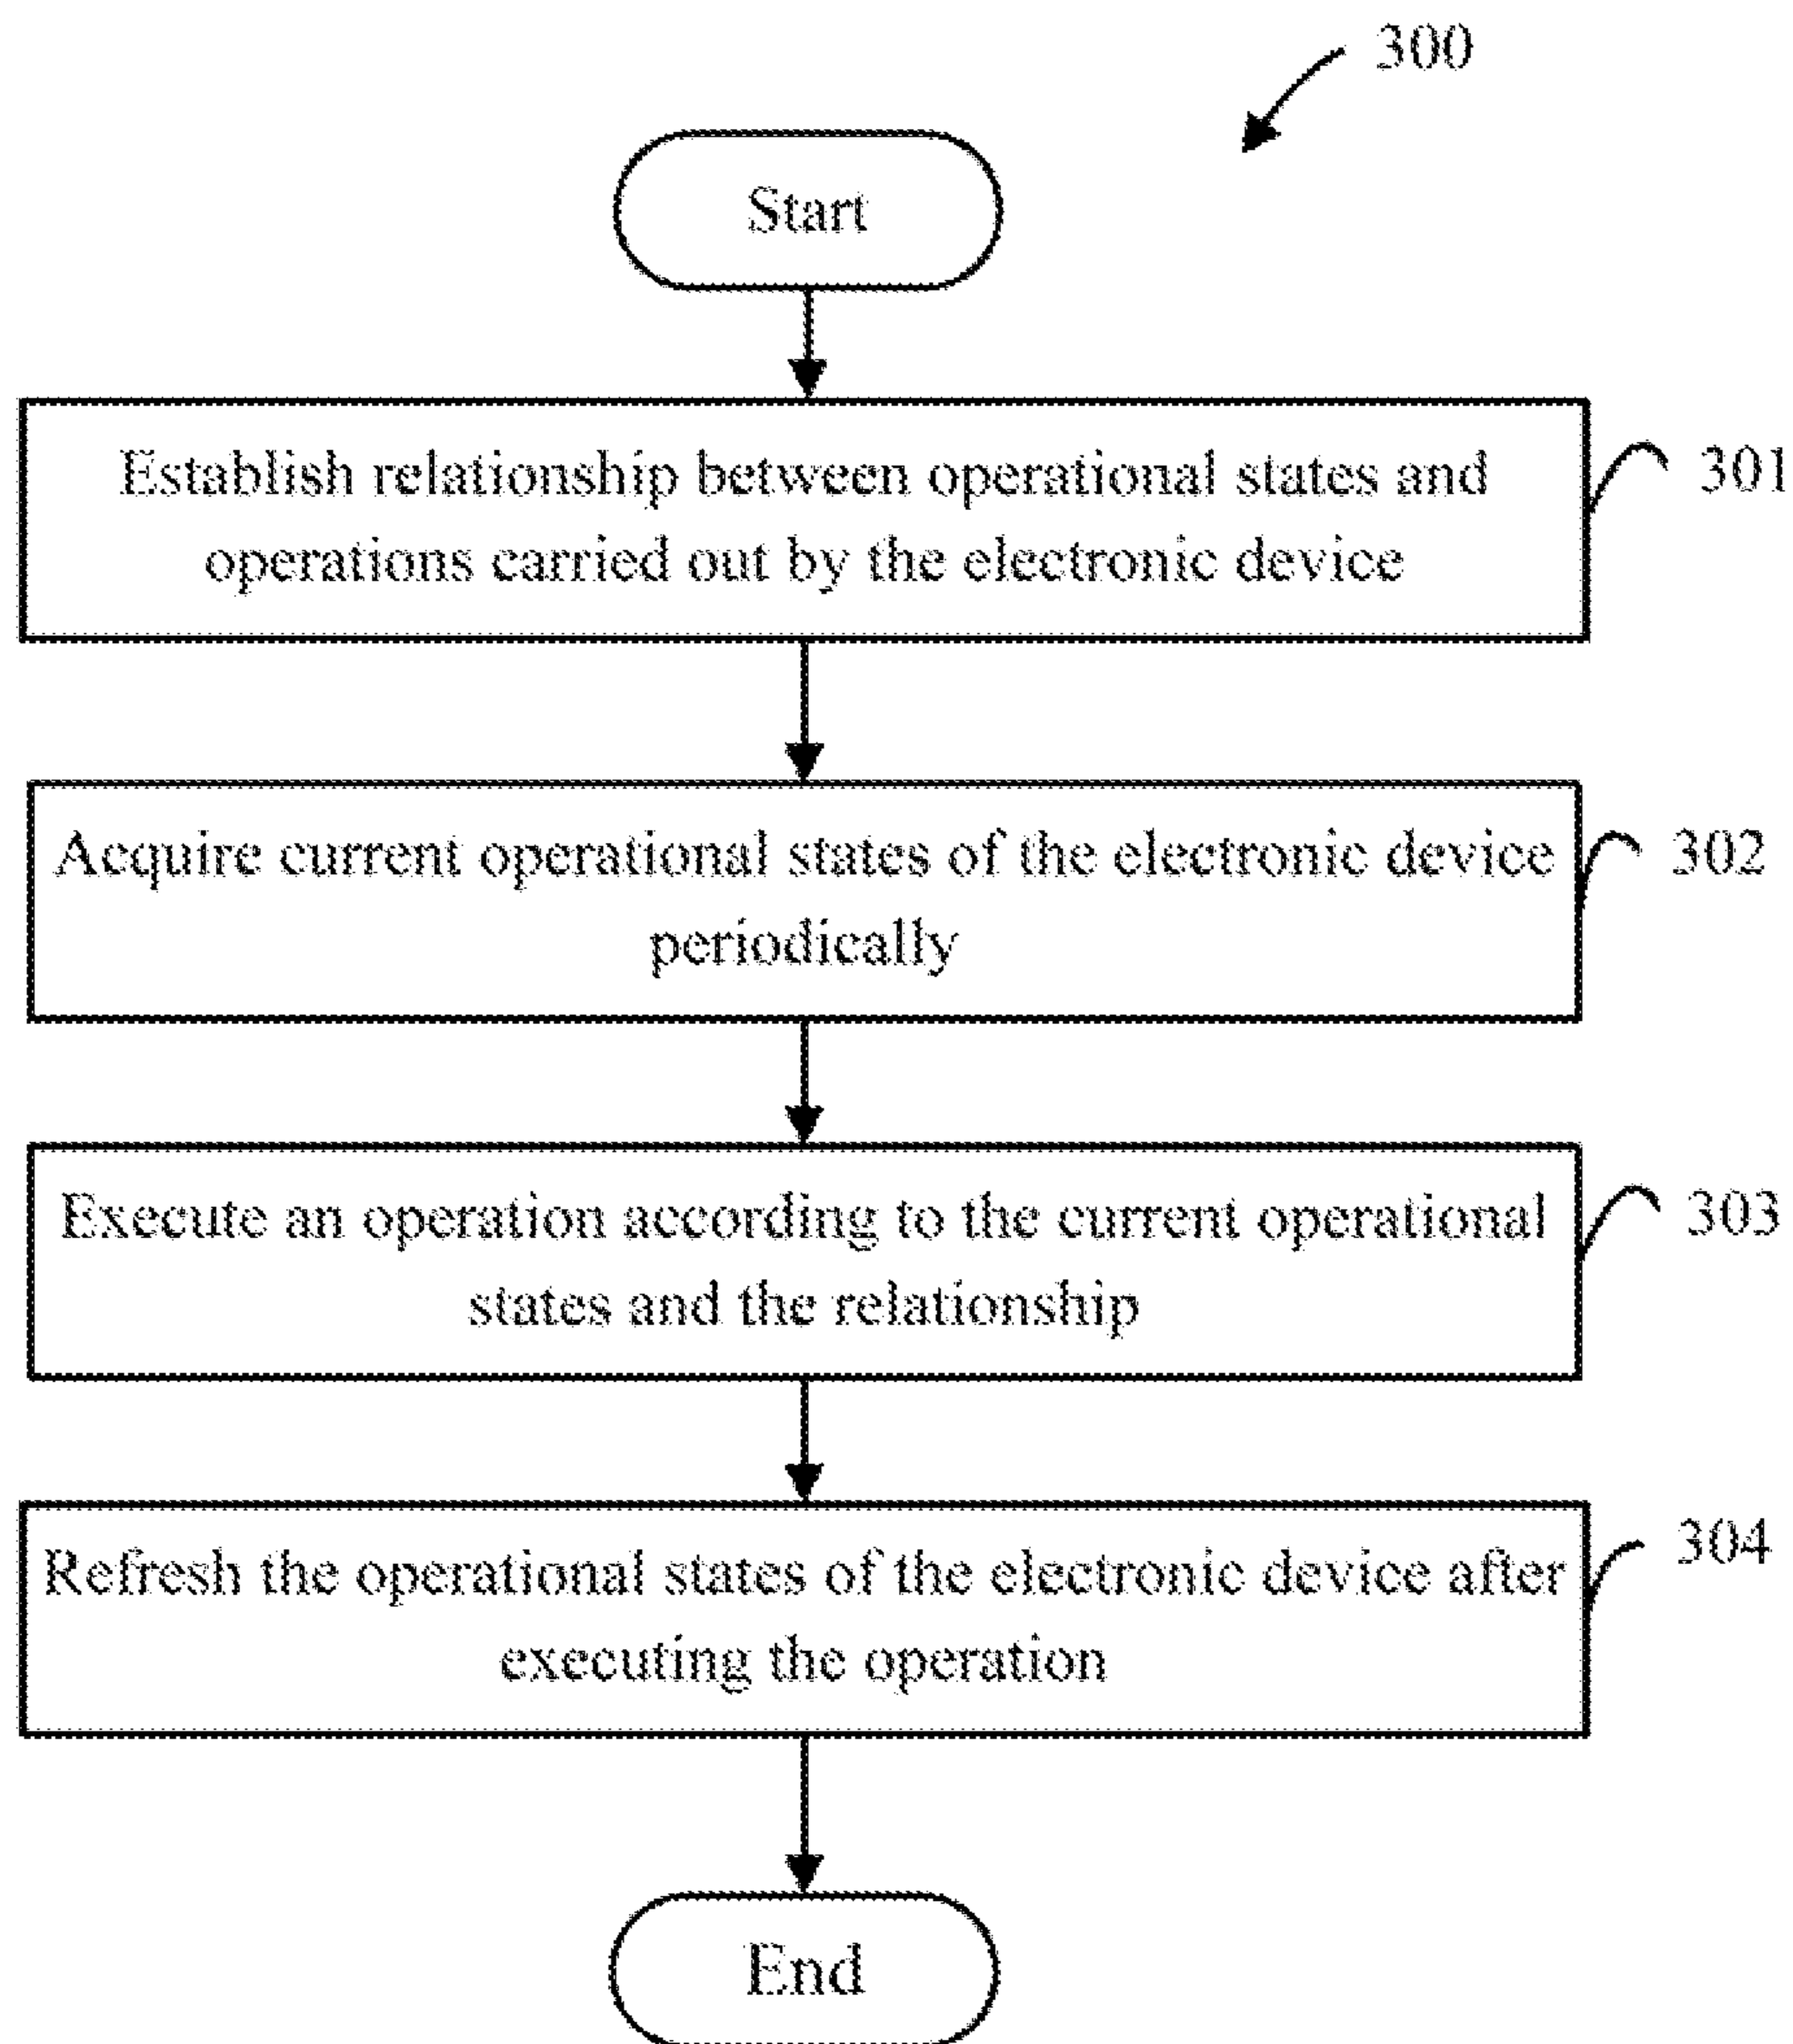 300
Start
Establish relationship between operational states and
operations carried out by the electronic device
301
Acquire current operational states of the electronic device
periodically
302
Execute an operation according to the current operational
states and the relationship
303
Refresh the operational states of the electronic device after
executing the operation
304
End